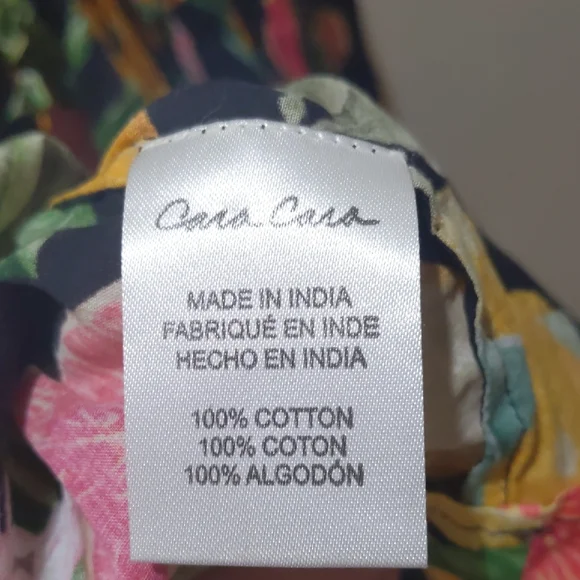 Cara Cara
MADE IN INDIA
FABRIQUÉ EN INDE
HECHO EN INDIA
100% COTTON
100% COTON
100% ALGODÓN